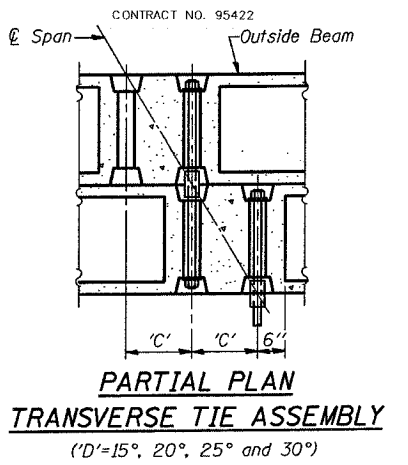 CONTRACT NO. 95422
℄ Span
Outside Beam
'C'
'C'
6"
PARTIAL PLAN
TRANSVERSE TIE ASSEMBLY
('D'=15°, 20°, 25° and 30°)